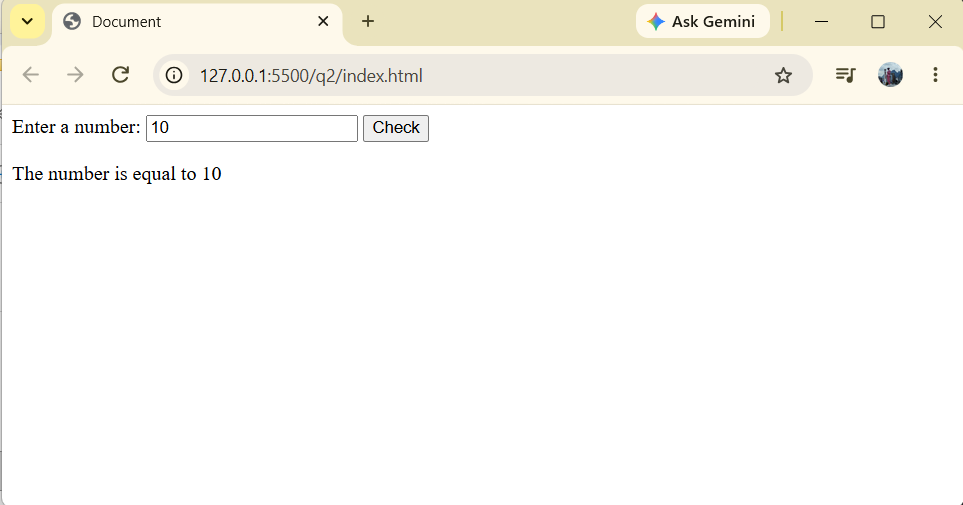 Document
Ask Gemini
127.0.0.1:5500/q2/index.html
Enter a number: 10 Check
The number is equal to 10